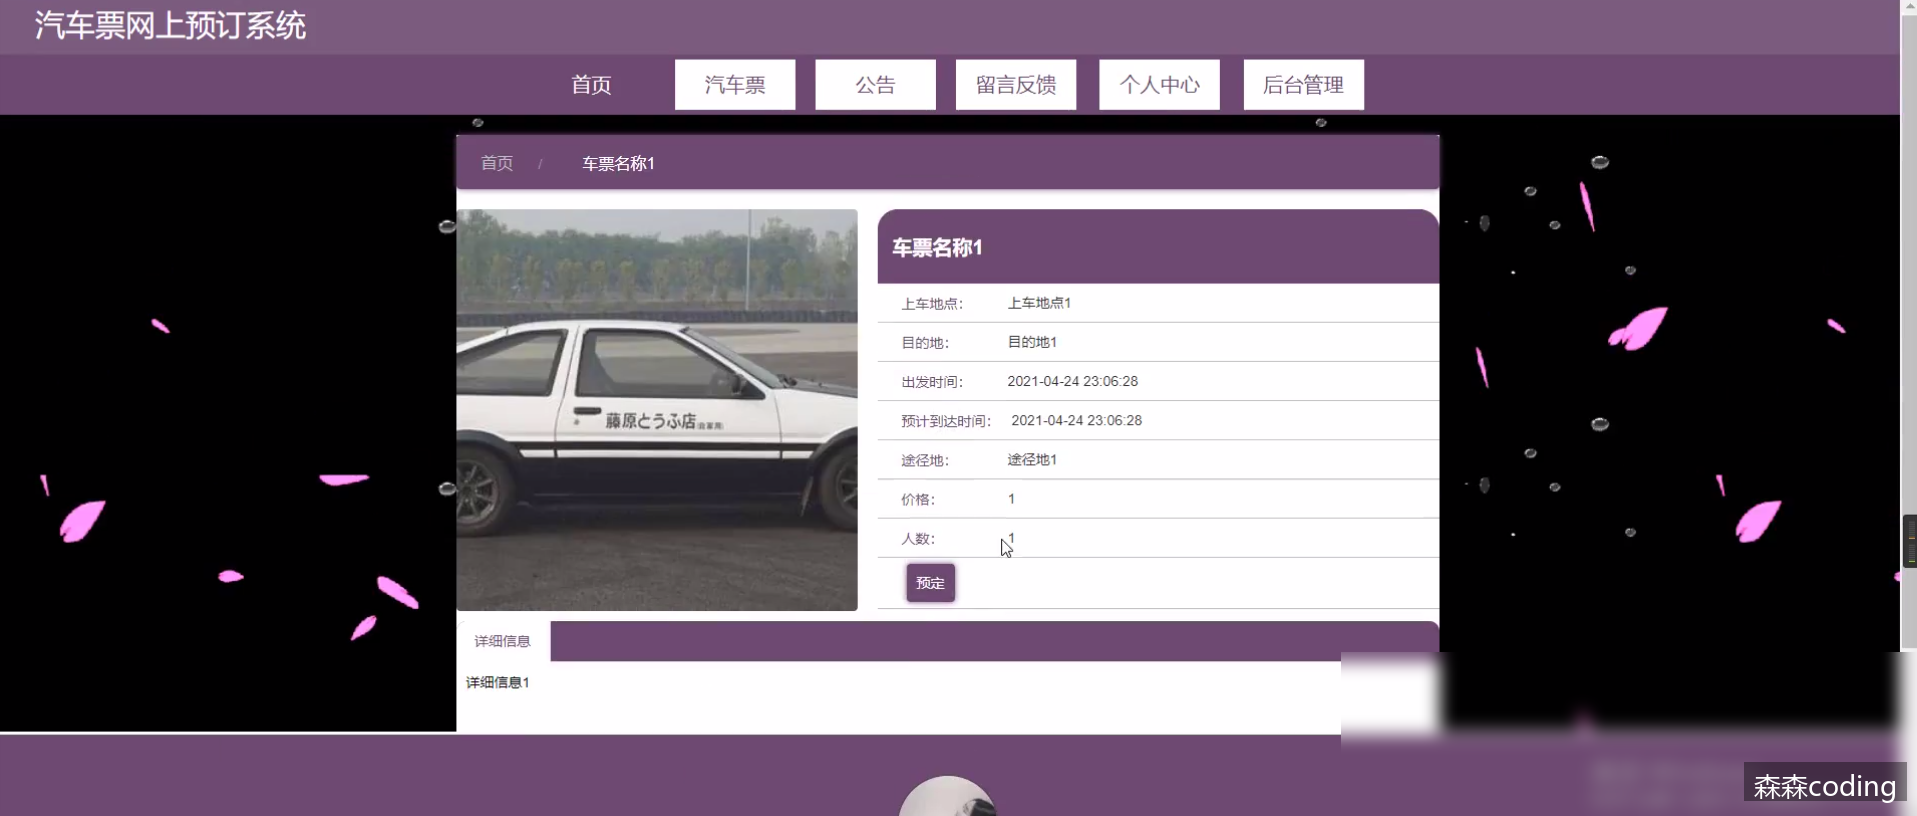 汽车票网上预订系统
首页 汽车票 公告 留言反馈 个人中心 后台管理
首页 / 车票名称1
车票名称1
上车地点： 上车地点1
目的地： 目的地1
出发时间： 2021-04-24 23:06:28
预计到达时间： 2021-04-24 23:06:28
途径地： 途径地1
价格： 1
人数： 1
预定
藤原とうふ店
详细信息
详细信息1
森森coding